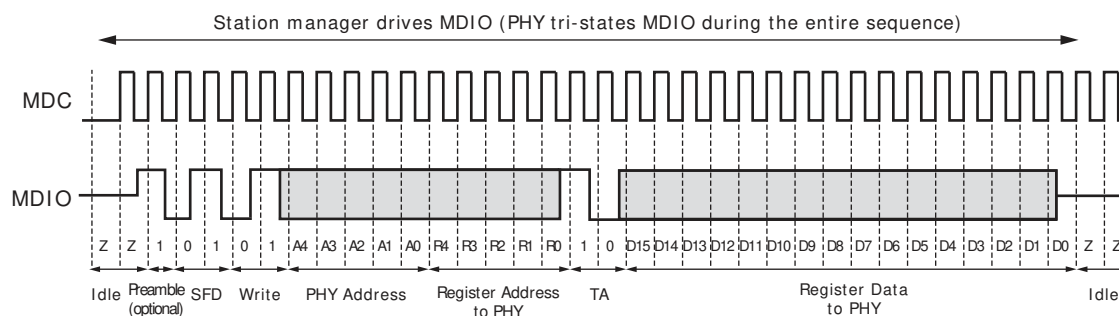 Station manager drives MDIO (PHY tri-states MDIO during the entire sequence)
MDC
MDIO
Z Z 1 0 1 0 1 A4 A3 A2 A1 A0 R4 R3 R2 R1 R0 1 0 D15 D14 D13 D12 D11 D10 D9 D8 D7 D6 D5 D4 D3 D2 D1 D0 Z Z
Idle Preamble SFD Write PHY Address Register Address TA Register Data Idle
(optional) to PHY to PHY